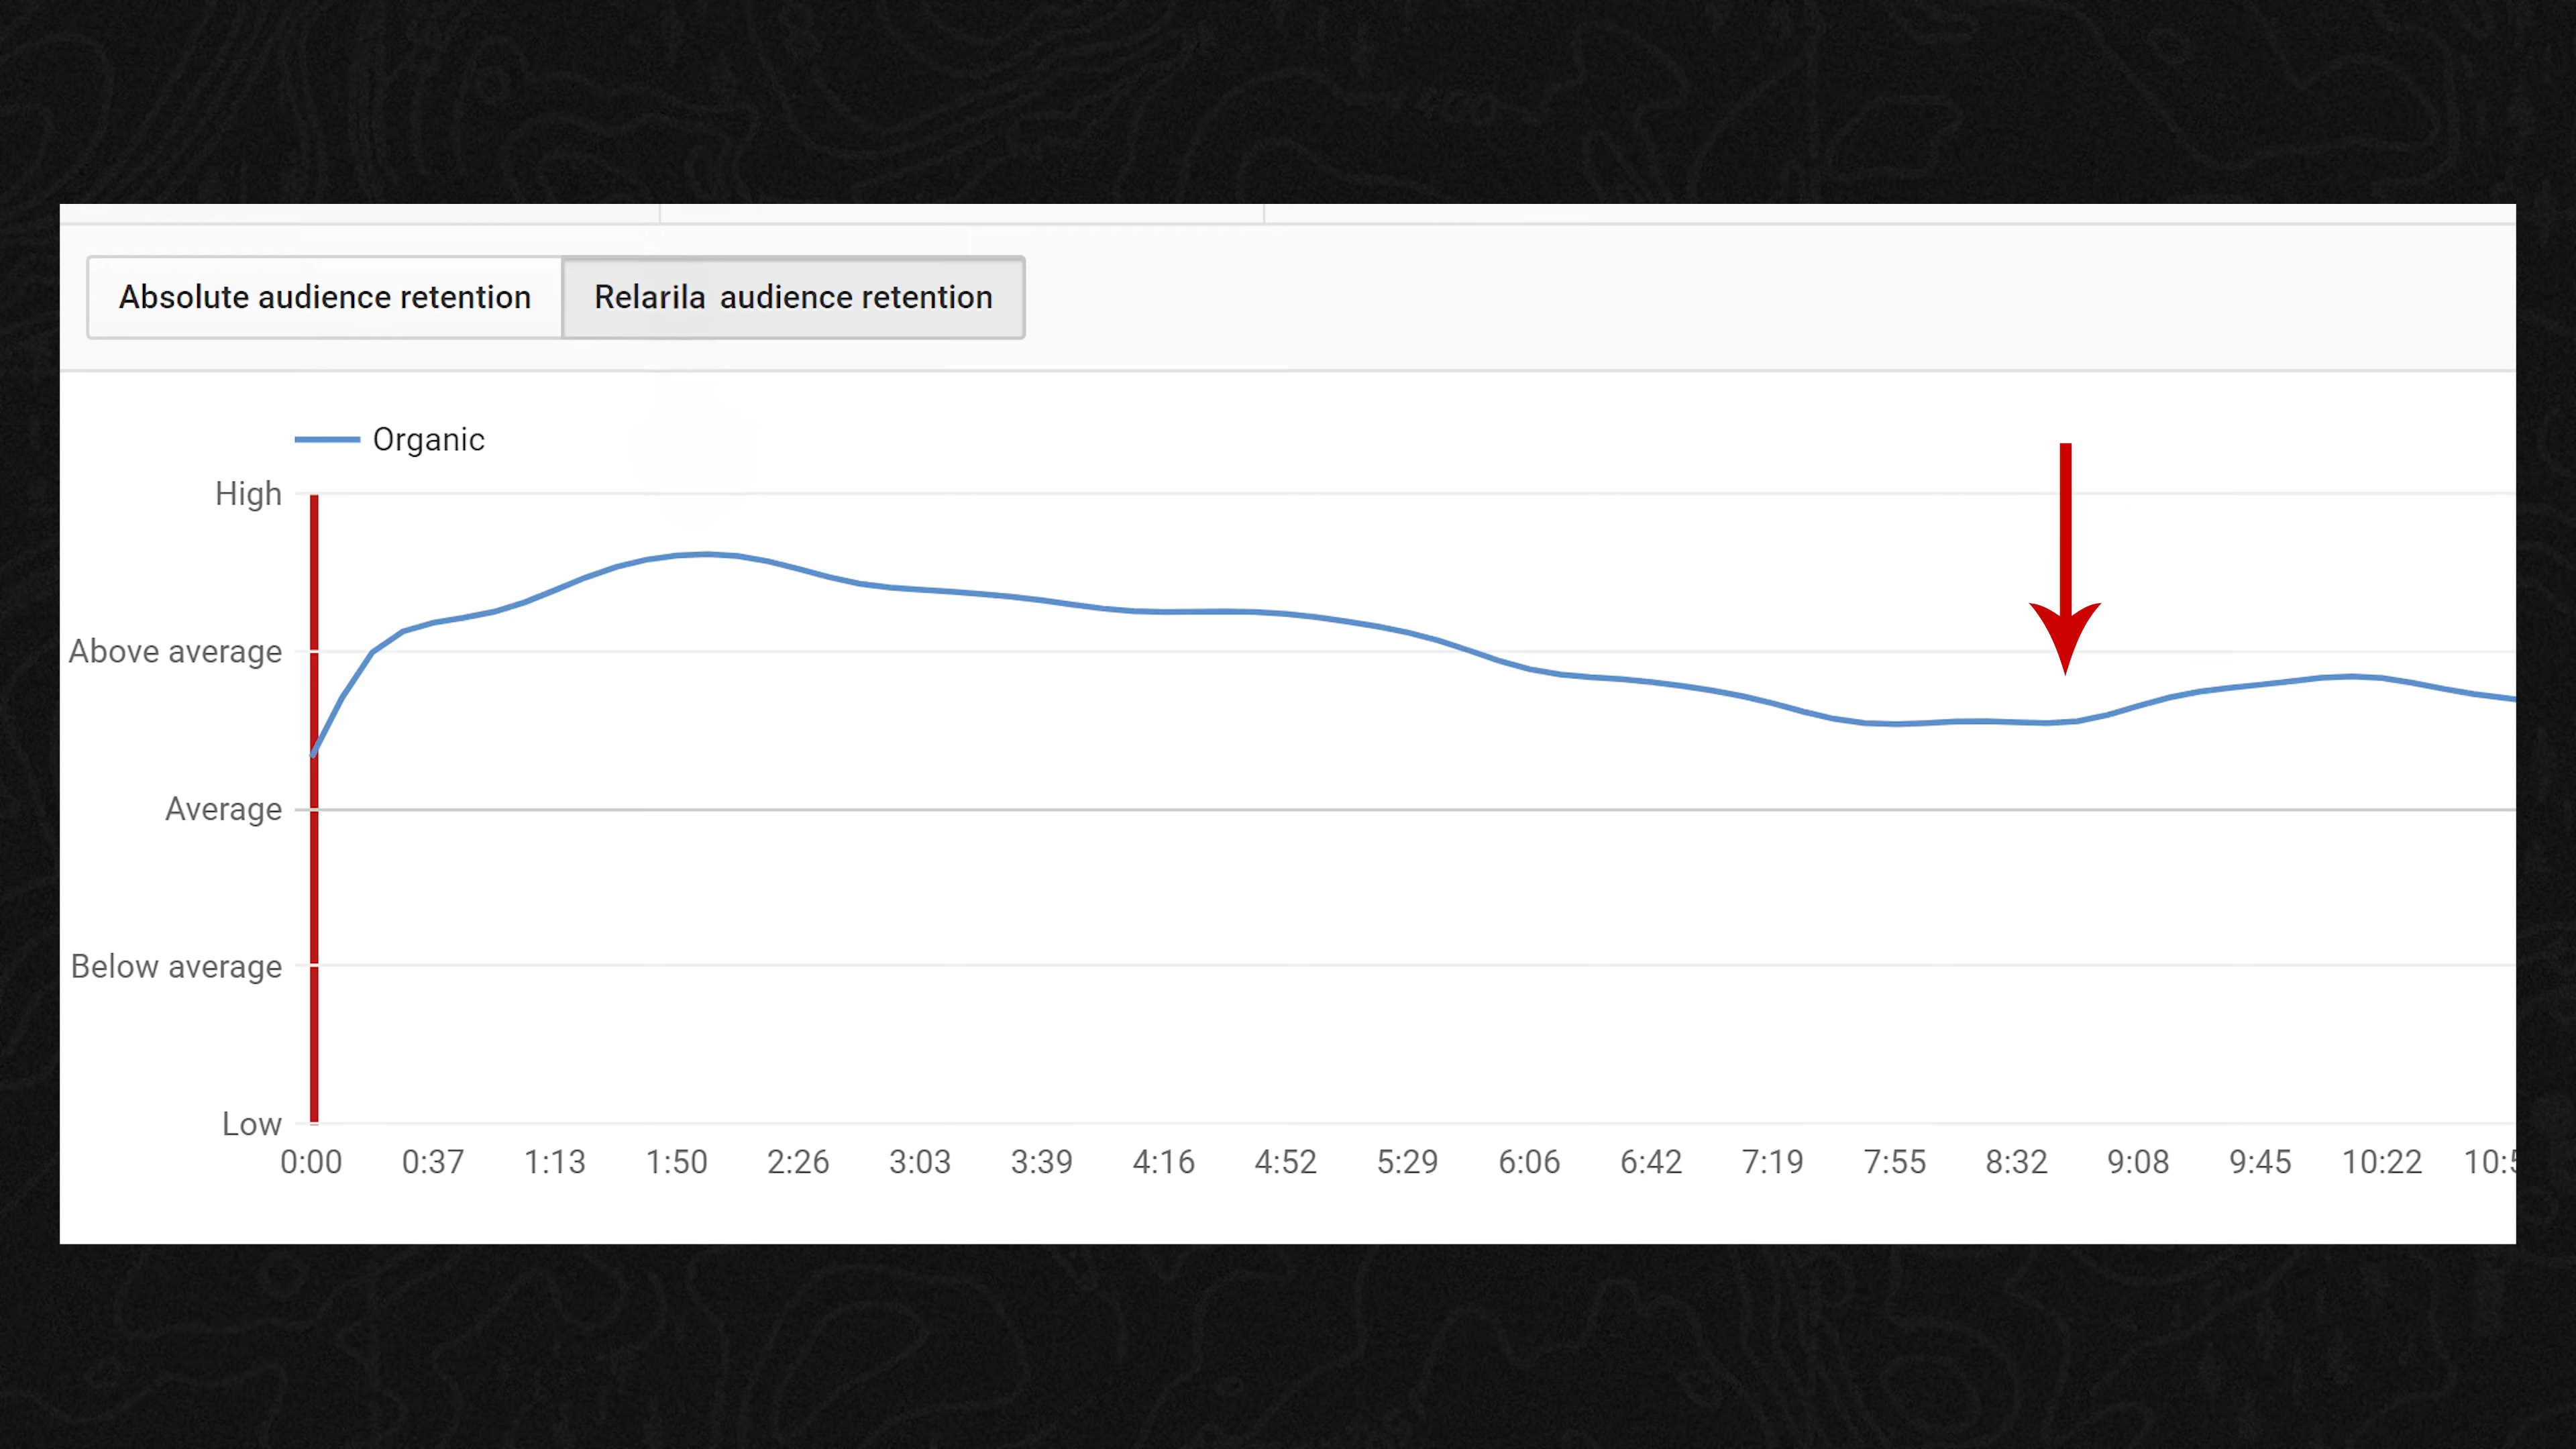 Absolute audience retention
Relarila audience retention
Organic
High
Above average
Average
Below average
Low
0:00 0:37 1:13 1:50 2:26 3:03 3:39 4:16 4:52 5:29 6:06 6:42 7:19 7:55 8:32 9:08 9:45 10:22